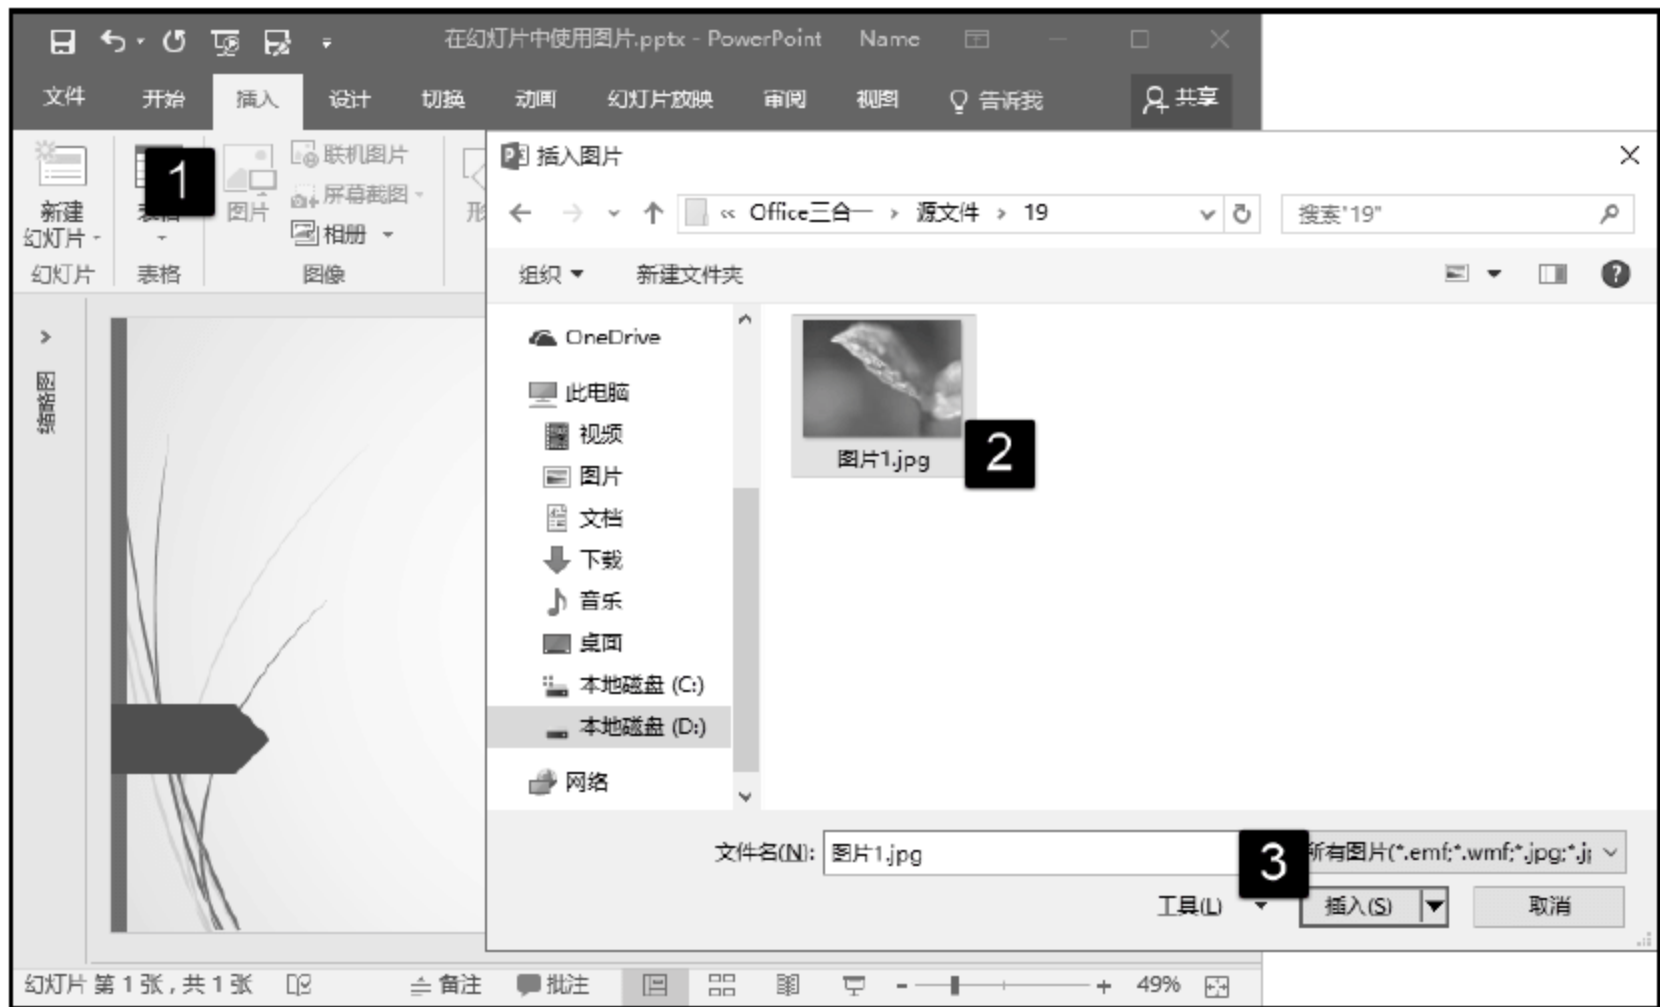 在幻灯片中使用图片.pptx - PowerPoint Name
文件 开始 插入 设计 切换 动画 幻灯片放映 审阅 视图 告诉我 共享
新建
幻灯片
幻灯片
1
表格
图片
联机图片
屏幕截图
相册
图像
插入图片
« Office三合一 › 源文件 › 19
搜索"19"
组织 新建文件夹
缩略图
OneDrive
此电脑
视频
图片
文档
下载
音乐
桌面
本地磁盘 (C:)
本地磁盘 (D:)
网络
图片1.jpg
2
文件名(N): 图片1.jpg
3
所有图片(*.emf;*.wmf;*.jpg;*.j
工具(L) 插入(S) 取消
幻灯片 第 1 张，共 1 张 备注 批注 49%